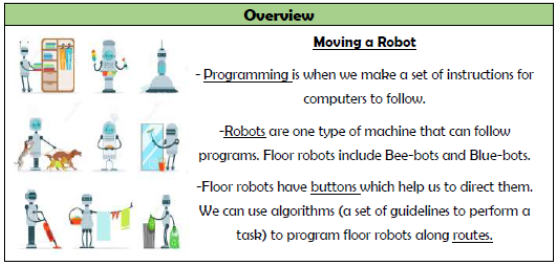 Overview
Moving a Robot
- Programming is when we make a set of instructions for
computers to follow.
-Robots are one type of machine that can follow
programs. Floor robots include Bee-bots and Blue-bots.
-Floor robots have buttons which help us to direct them.
We can use algorithms (a set of guidelines to perform a
task) to program floor robots along routes.